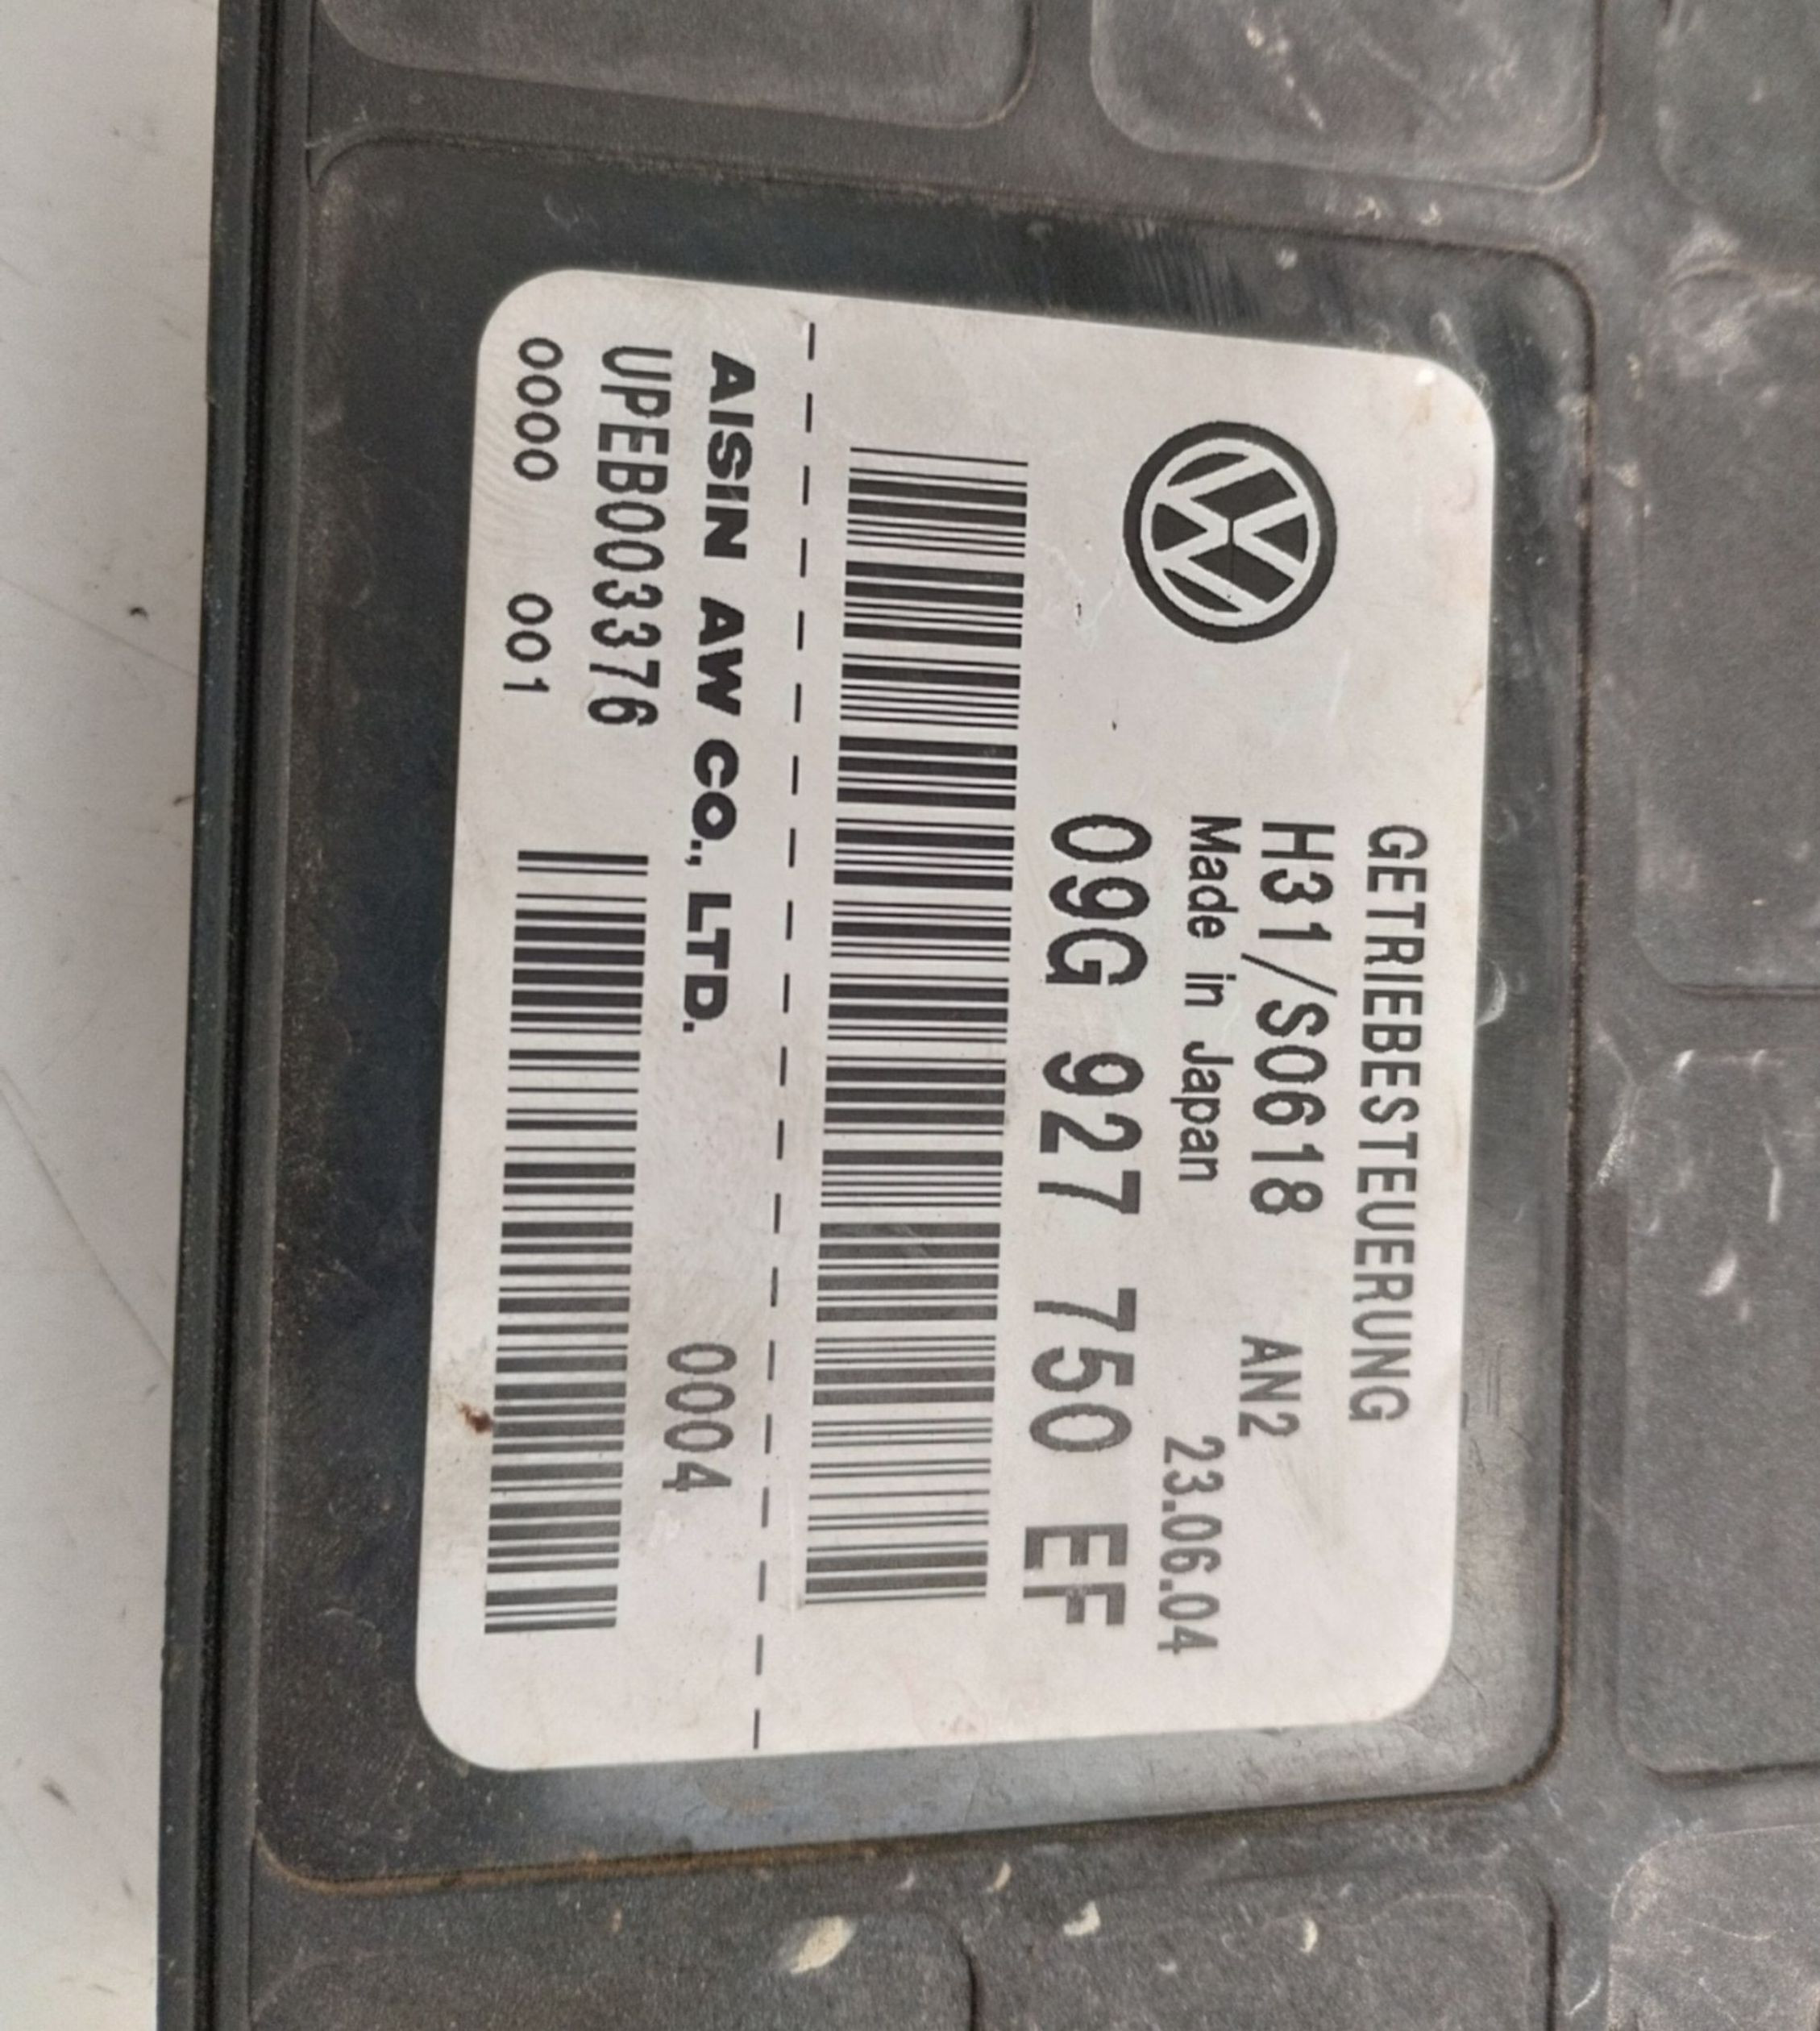 GETRIEBESTEUERUNG
H31/S0618 AN2
Made in Japan 23.06.04
09G 927 750 EF
AISIN AW CO., LTD. 0004
UPEB003376
0000 001